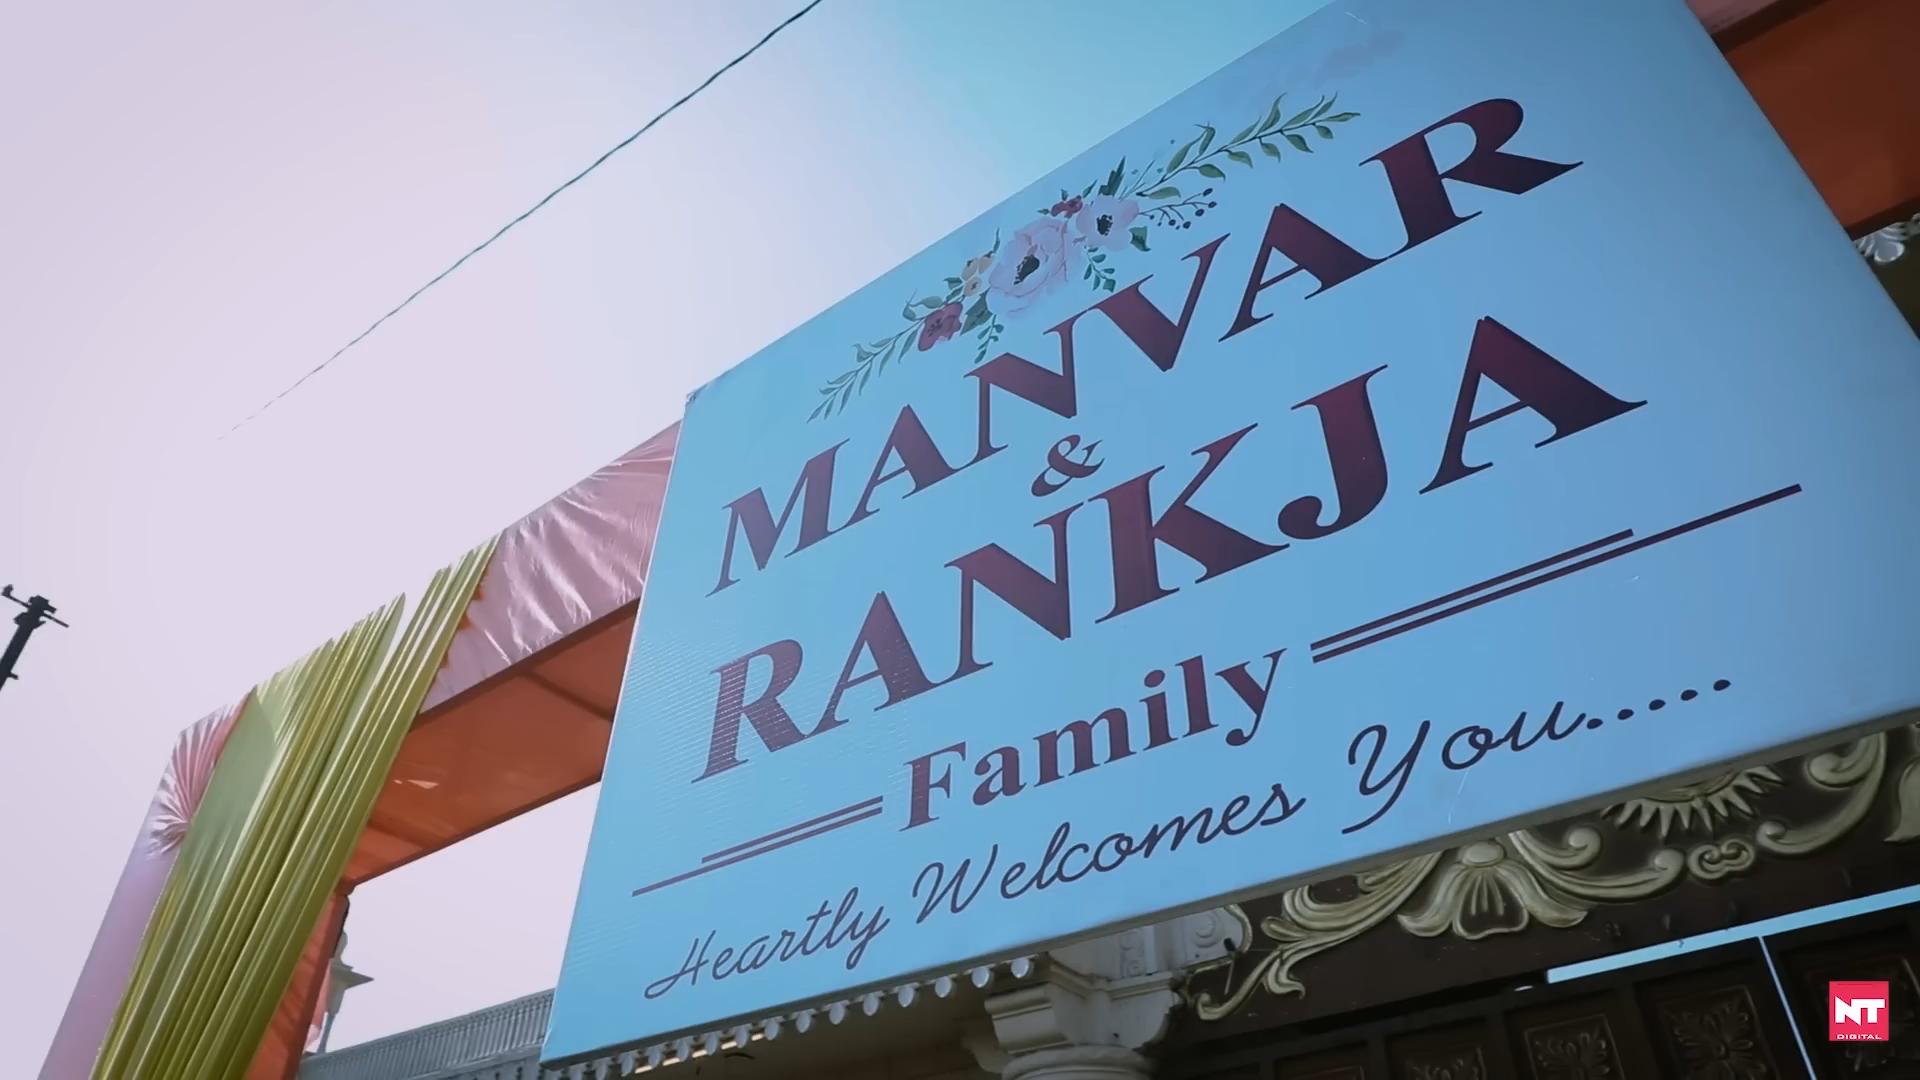 MANVAR
&
RANKJA
Family
Heartly Welcomes You.....
NT
DIGITAL